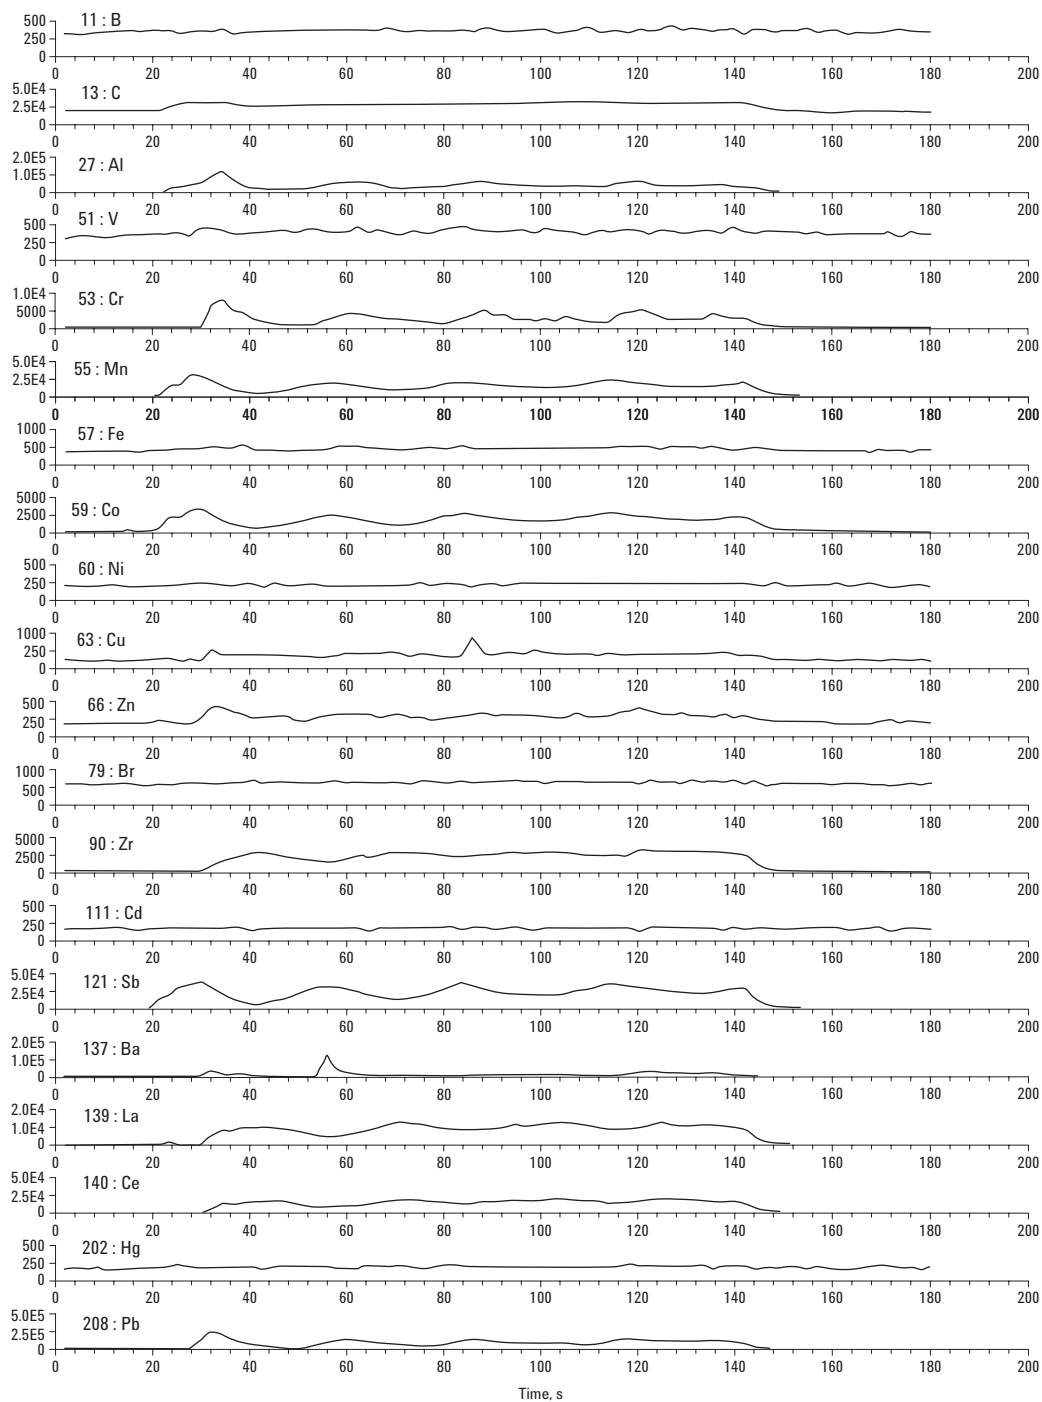 11 : B
500
250
0
0 20 40 60 80 100 120 140 160 180 200
13 : C
5.0E4
2.5E4
0
0 20 40 60 80 100 120 140 160 180 200
27 : Al
2.0E5
1.0E5
0
0 20 40 60 80 100 120 140 160 180 200
51 : V
500
250
0
0 20 40 60 80 100 120 140 160 180 200
53 : Cr
1.0E4
5000
0
0 20 40 60 80 100 120 140 160 180 200
55 : Mn
5.0E4
2.5E4
0
0 20 40 60 80 100 120 140 160 180 200
57 : Fe
1000
500
0
0 20 40 60 80 100 120 140 160 180 200
59 : Co
5000
2500
0
0 20 40 60 80 100 120 140 160 180 200
60 : Ni
500
250
0
0 20 40 60 80 100 120 140 160 180 200
63 : Cu
1000
250
0
0 20 40 60 80 100 120 140 160 180 200
66 : Zn
500
250
0
0 20 40 60 80 100 120 140 160 180 200
79 : Br
1000
500
0
0 20 40 60 80 100 120 140 160 180 200
90 : Zr
5000
2500
0
0 20 40 60 80 100 120 140 160 180 200
111 : Cd
500
250
0
0 20 40 60 80 100 120 140 160 180 200
121 : Sb
5.0E4
2.5E4
0
0 20 40 60 80 100 120 140 160 180 200
137 : Ba
2.0E5
1.0E5
0
0 20 40 60 80 100 120 140 160 180 200
139 : La
2.0E4
1.0E4
0
0 20 40 60 80 100 120 140 160 180 200
140 : Ce
5.0E4
2.5E4
0
0 20 40 60 80 100 120 140 160 180 200
202 : Hg
500
250
0
0 20 40 60 80 100 120 140 160 180 200
208 : Pb
5.0E5
2.5E5
0
0 20 40 60 80 100 120 140 160 180 200
Time, s